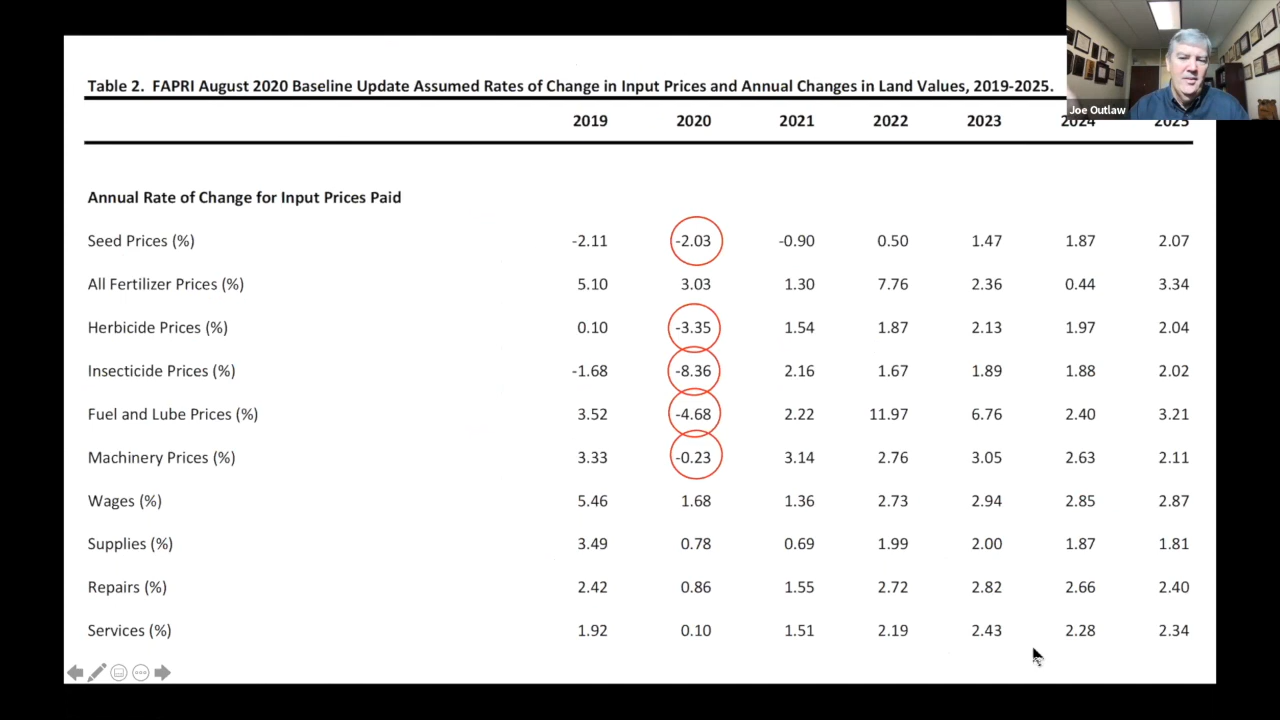 Table 2. FAPRI August 2020 Baseline Update Assumed Rates of Change in Input Prices and Annual Changes in Land Values, 2019-2025.
Joe Outlaw
2019 2020 2021 2022 2023 2024 2025
Annual Rate of Change for Input Prices Paid
Seed Prices (%) -2.11 -2.03 -0.90 0.50 1.47 1.87 2.07
All Fertilizer Prices (%) 5.10 3.03 1.30 7.76 2.36 0.44 3.34
Herbicide Prices (%) 0.10 -3.35 1.54 1.87 2.13 1.97 2.04
Insecticide Prices (%) -1.68 -8.36 2.16 1.67 1.89 1.88 2.02
Fuel and Lube Prices (%) 3.52 -4.68 2.22 11.97 6.76 2.40 3.21
Machinery Prices (%) 3.33 -0.23 3.14 2.76 3.05 2.63 2.11
Wages (%) 5.46 1.68 1.36 2.73 2.94 2.85 2.87
Supplies (%) 3.49 0.78 0.69 1.99 2.00 1.87 1.81
Repairs (%) 2.42 0.86 1.55 2.72 2.82 2.66 2.40
Services (%) 1.92 0.10 1.51 2.19 2.43 2.28 2.34